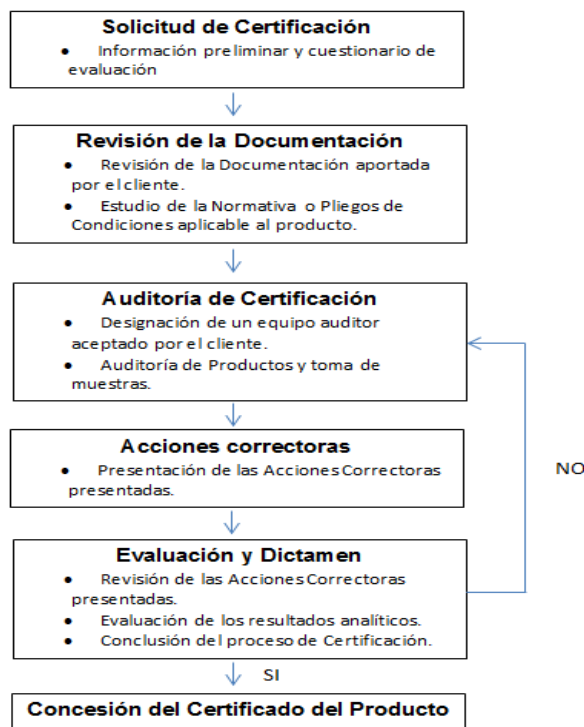 Solicitud de Certificación
• Información preliminar y cuestionario de
evaluación
Revisión de la Documentación
• Revisión de la Documentación aportada
por el cliente.
• Estudio de la Normativa o Pliegos de
Condiciones aplicable al producto.
Auditoría de Certificación
• Designación de un equipo auditor
aceptado por el cliente.
• Auditoría de Productos y toma de
muestras.
Acciones correctoras
• Presentación de las Acciones Correctoras
presentadas.
NO
Evaluación y Dictamen
• Revisión de las Acciones Correctoras
presentadas.
• Evaluación de los resultados analíticos.
• Conclusión del proceso de Certificación.
SI
Concesión del Certificado del Producto